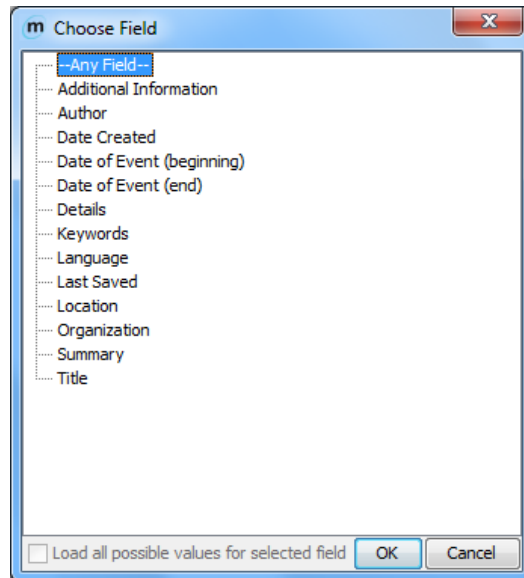 m Choose Field
--Any Field--
Additional Information
Author
Date Created
Date of Event (beginning)
Date of Event (end)
Details
Keywords
Language
Last Saved
Location
Organization
Summary
Title
Load all possible values for selected field OK Cancel